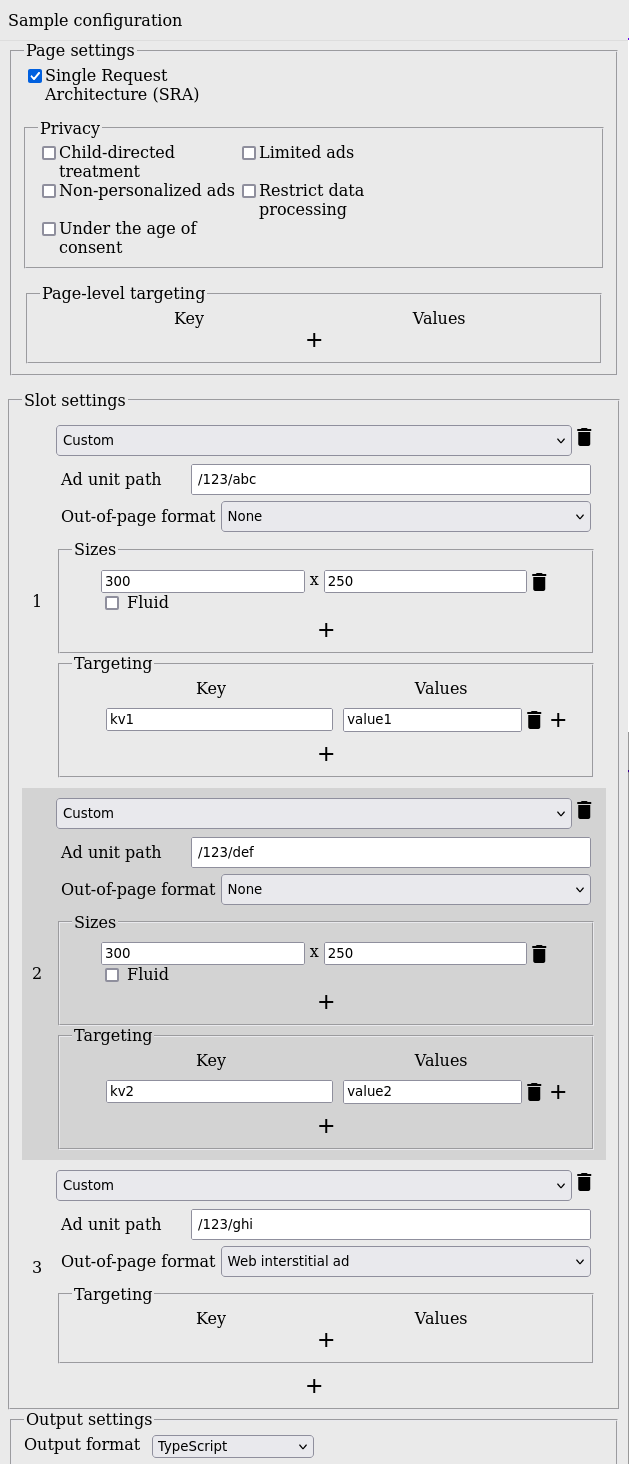 Sample configuration
Page settings
Single Request
Architecture (SRA)
Privacy
Child-directed
treatment
Limited ads
Non-personalized ads
Restrict data
processing
Under the age of
consent
Page-level targeting
Key Values
+
Slot settings
1
Custom
Ad unit path /123/abc
Out-of-page format None
Sizes
300 x 250
Fluid
+
Targeting
Key Values
kv1 value1 +
+
2
Custom
Ad unit path /123/def
Out-of-page format None
Sizes
300 x 250
Fluid
+
Targeting
Key Values
kv2 value2 +
+
3
Custom
Ad unit path /123/ghi
Out-of-page format Web interstitial ad
Targeting
Key Values
+
+
Output settings
Output format TypeScript